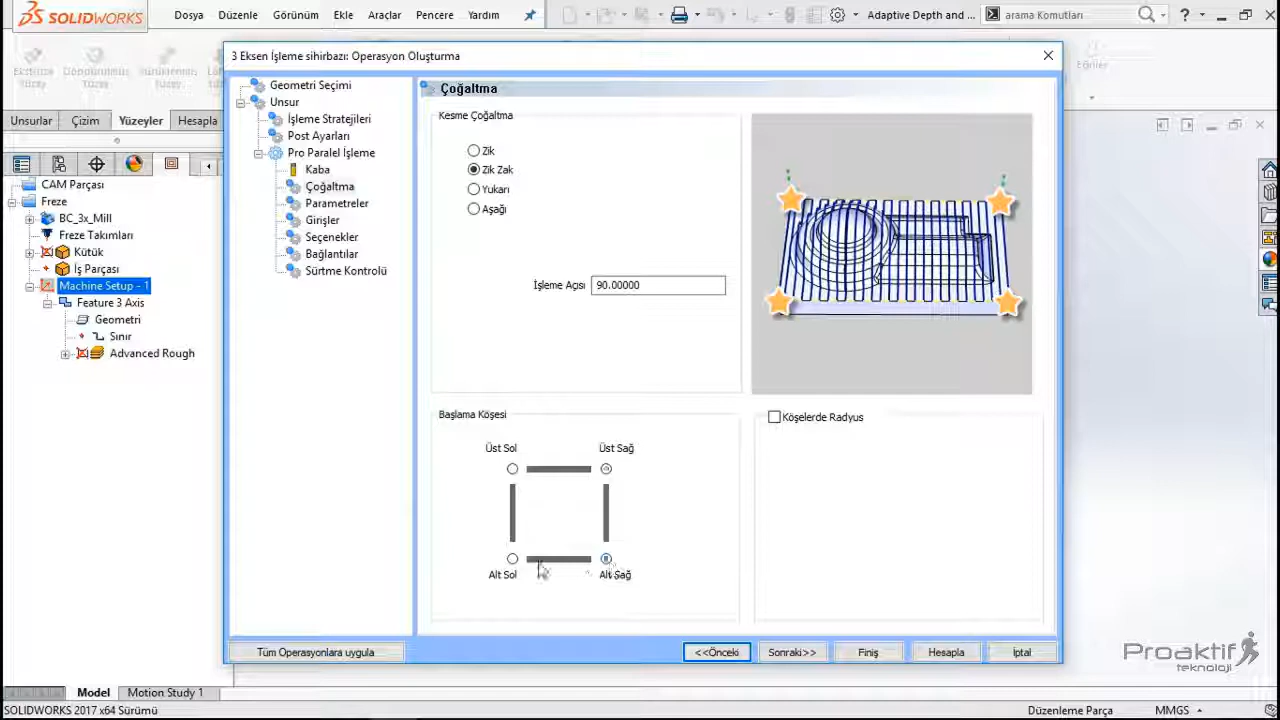 SOLIDWORKS
Dosya Düzenle Görünüm Ekle Araçlar Pencere Yardım
Adaptive Depth and ...
arama Komutları
3 Eksen İşleme sihirbazı: Operasyon Oluşturma
Eğriler
Unsurlar Çizim Yüzeyler Hesapla
CAM Parçası
Freze
BC_3x_Mill
Freze Takımları
Kütük
İş Parçası
Machine Setup - 1
Feature 3 Axis
Geometri
Sınır
Advanced Rough
Geometri Seçimi
Unsur
İşleme Stratejileri
Post Ayarları
Pro Paralel İşleme
Kaba
Çoğaltma
Parametreler
Girişler
Seçenekler
Bağlantılar
Sürtme Kontrolü
Çoğaltma
Kesme Çoğaltma
Zik
Zik Zak
Yukarı
Aşağı
İşleme Açısı 90.00000
Başlama Köşesi
Üst Sol Üst Sağ
Alt Sol Alt Sağ
Köşelerde Radyus
Tüm Operasyonlara uygula
<<Önceki Sonraki>> Finiş Hesapla İptal
Proaktif
teknoloji
Model Motion Study 1
SOLIDWORKS 2017 x64 Sürümü
Düzenleme Parça MMGS